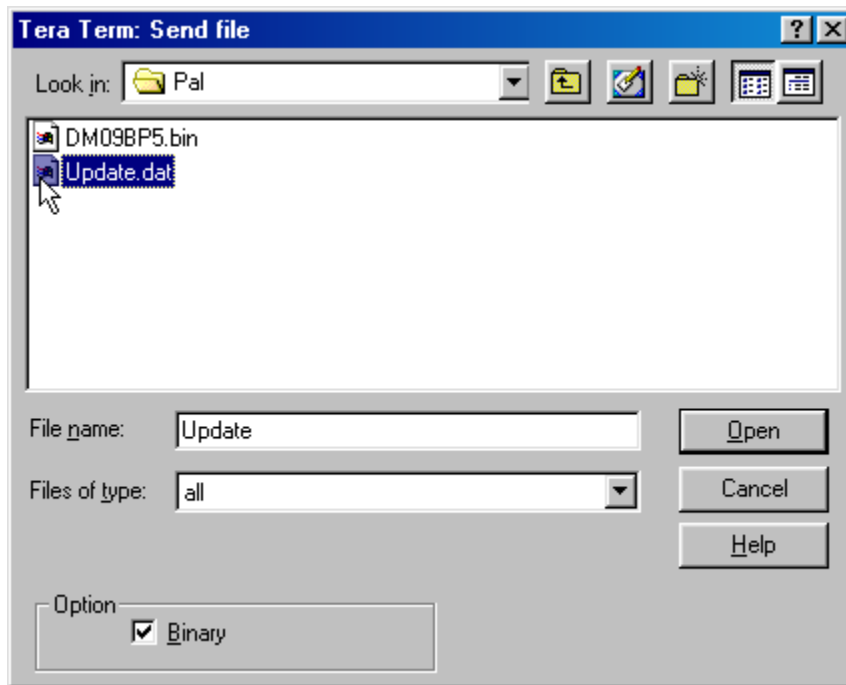 Tera Term: Send file
Look in: Pal
DM09BP5.bin
Update.dat
File name: Update Open
Files of type: all Cancel
Help
Option
Binary